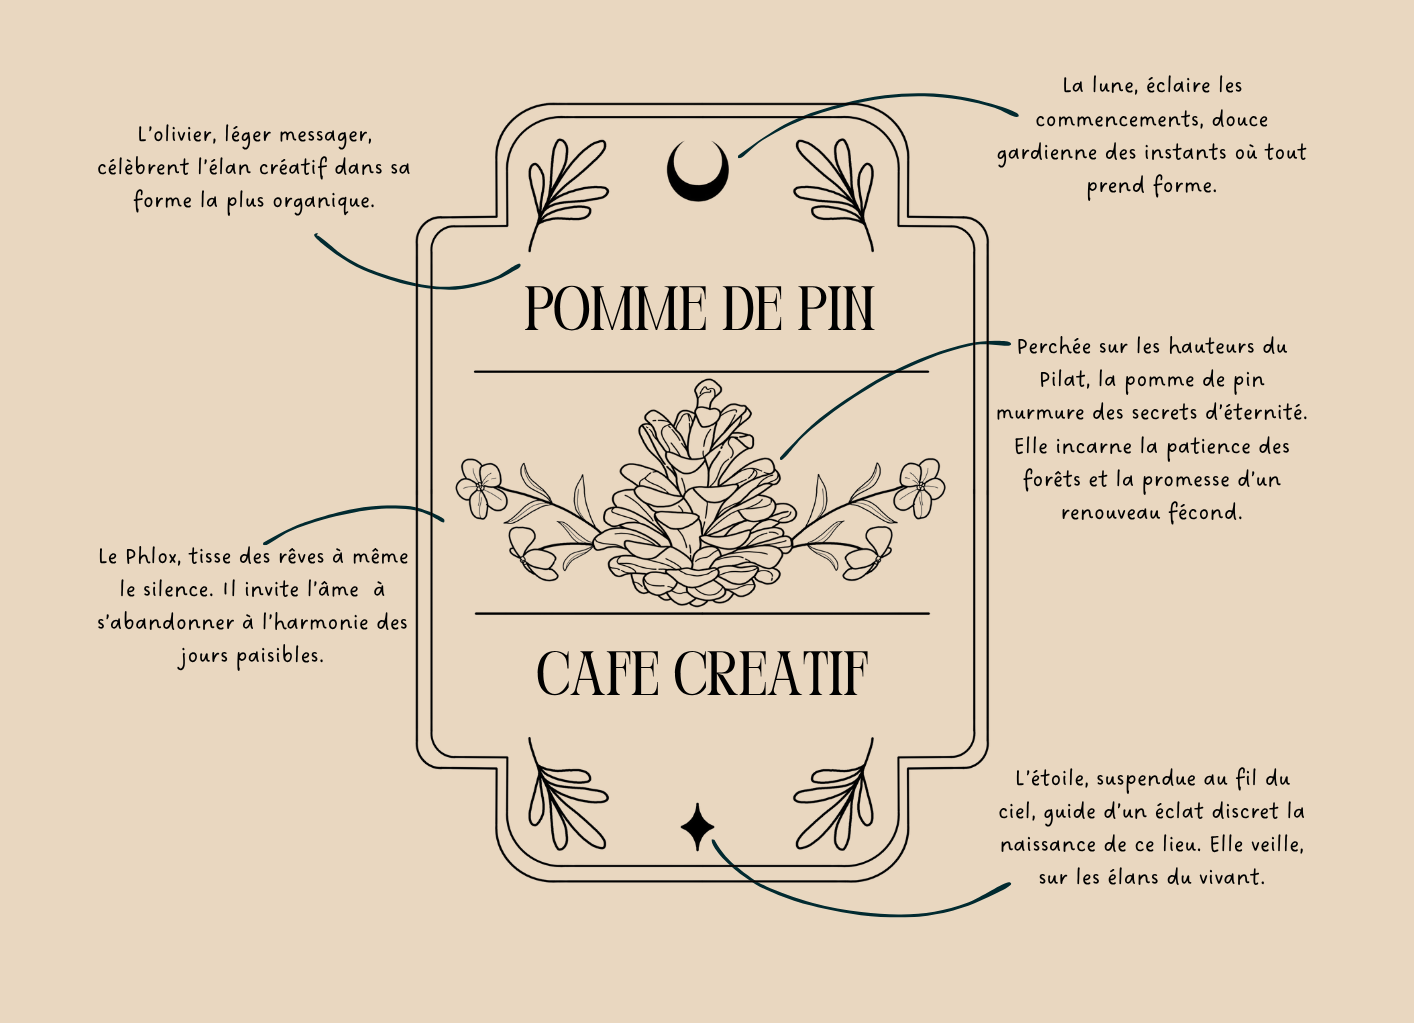 L'olivier, léger messager,
célèbrent l'élan créatif dans sa
forme la plus organique.
La lune, éclaire les
commencements, douce
gardienne des instants où tout
prend forme.
POMME DE PIN
Perchée sur les hauteurs du
Pilat, la pomme de pin
murmure des secrets d'éternité.
Elle incarne la patience des
forêts et la promesse d'un
renouveau fécond.
Le Phlox, tisse des rêves à même
le silence. Il invite l'âme à
s'abandonner à l'harmonie des
jours paisibles.
CAFE CREATIF
L'étoile, suspendue au fil du
ciel, guide d'un éclat discret la
naissance de ce lieu. Elle veille,
sur les élans du vivant.